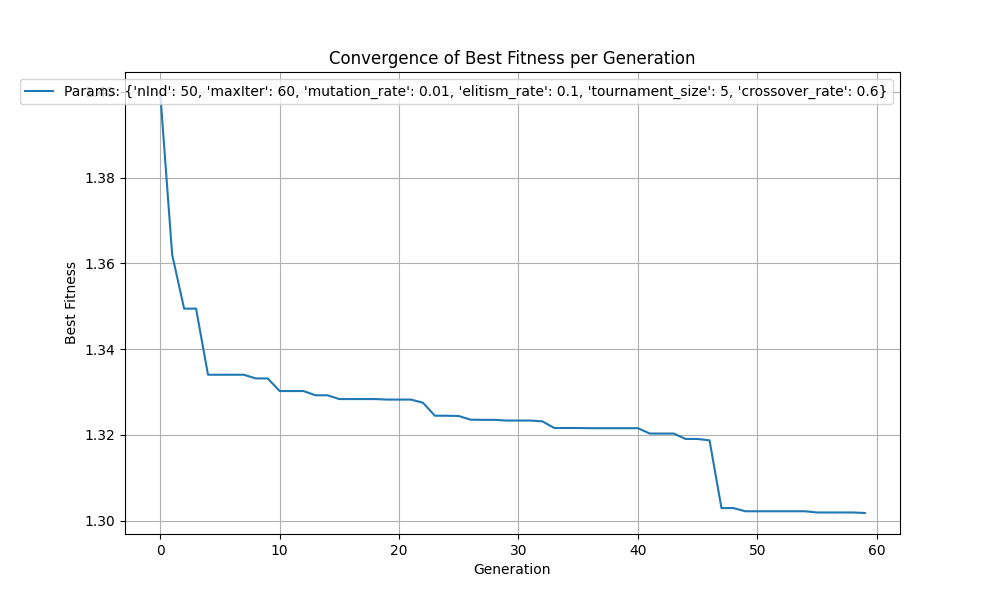 Convergence of Best Fitness per Generation
Params: {'nInd': 50, 'maxIter': 60, 'mutation_rate': 0.01, 'elitism_rate': 0.1, 'tournament_size': 5, 'crossover_rate': 0.6}
1.38
1.36
1.34
1.32
1.30
Best Fitness
0 10 20 30 40 50 60
Generation